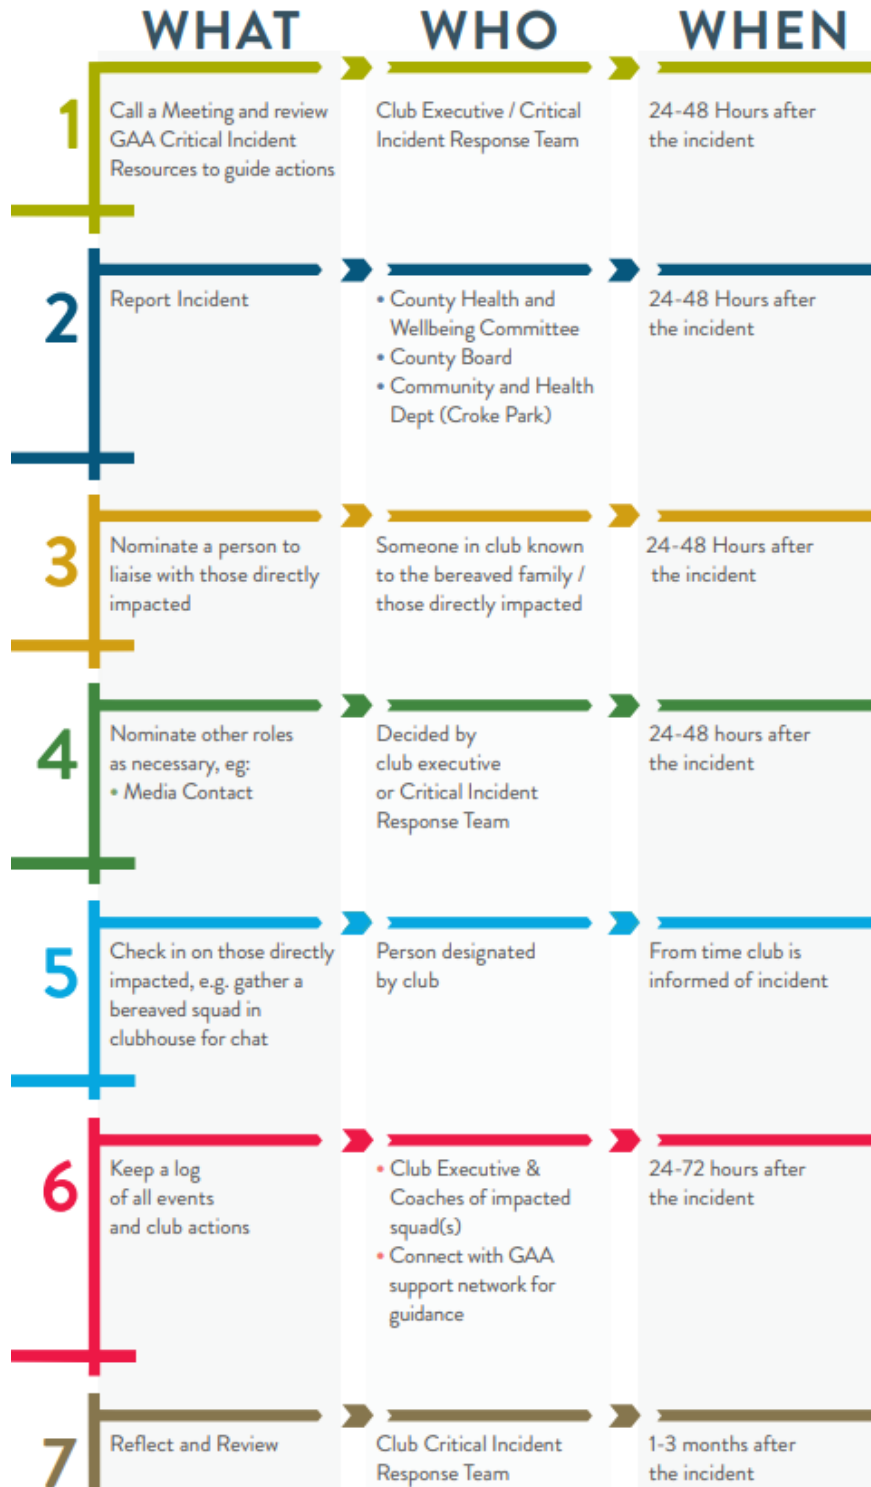 WHAT WHO WHEN
1
Call a Meeting and review
GAA Critical Incident
Resources to guide actions
Club Executive / Critical
Incident Response Team
24-48 Hours after
the incident
2
Report Incident
• County Health and
Wellbeing Committee
• County Board
• Community and Health
Dept (Croke Park)
24-48 Hours after
the incident
3
Nominate a person to
liaise with those directly
impacted
Someone in club known
to the bereaved family /
those directly impacted
24-48 Hours after
the incident
4
Nominate other roles
as necessary, eg:
• Media Contact
Decided by
club executive
or Critical Incident
Response Team
24-48 hours after
the incident
5
Check in on those directly
impacted, e.g. gather a
bereaved squad in
clubhouse for chat
Person designated
by club
From time club is
informed of incident
6
Keep a log
of all events
and club actions
• Club Executive &
Coaches of impacted
squad(s)
• Connect with GAA
support network for
guidance
24-72 hours after
the incident
7
Reflect and Review
Club Critical Incident
Response Team
1-3 months after
the incident